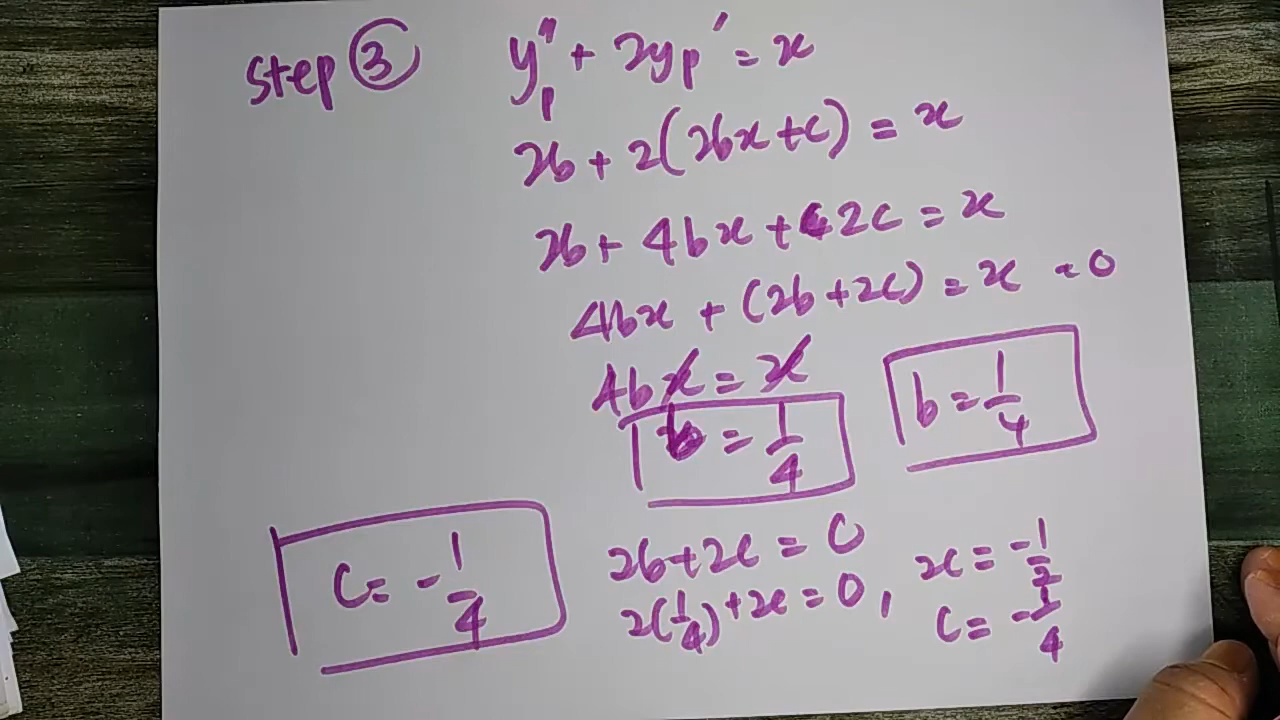 Step ③ y"p + 2yp' = x
2b + 2(2bx+c) = x
2b + 4bx + 2c = x
4bx + (2b+2c) = x + 0
4bx = x
b = 1/4
b = 1/4
2b+2c = 0
2(1/4)+2c = 0, 2c = -1/2
c = -1/4
c = -1/4